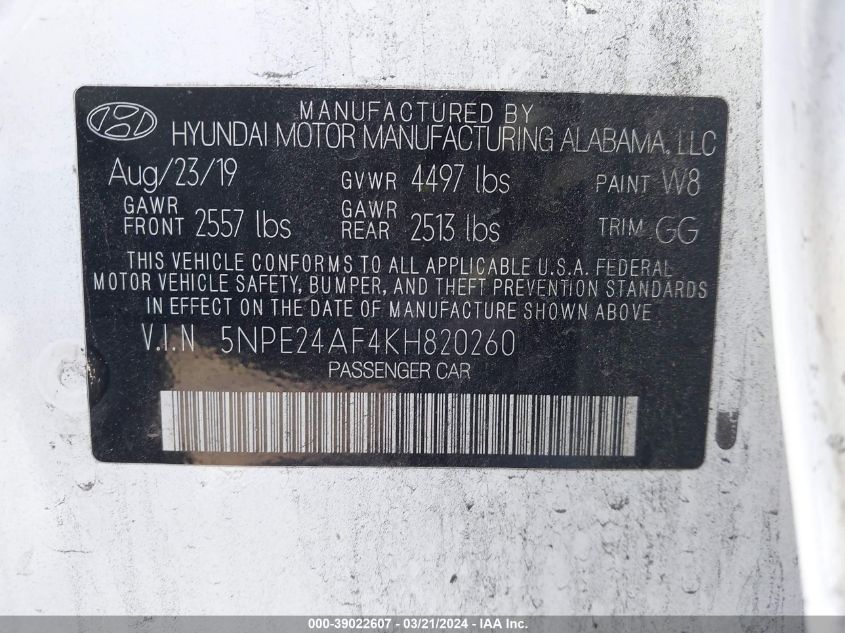 MANUFACTURED BY
HYUNDAI MOTOR MANUFACTURING ALABAMA, LLC
Aug/23/19 GVWR 4497 lbs PAINT W8
GAWR FRONT 2557 lbs GAWR REAR 2513 lbs TRIM GG
THIS VEHICLE CONFORMS TO ALL APPLICABLE U.S.A. FEDERAL
MOTOR VEHICLE SAFETY, BUMPER, AND THEFT PREVENTION STANDARDS
IN EFFECT ON THE DATE OF MANUFACTURE SHOWN ABOVE
V.I.N 5NPE24AF4KH820260
PASSENGER CAR
000-39022607 - 03/21/2024 - IAA Inc.